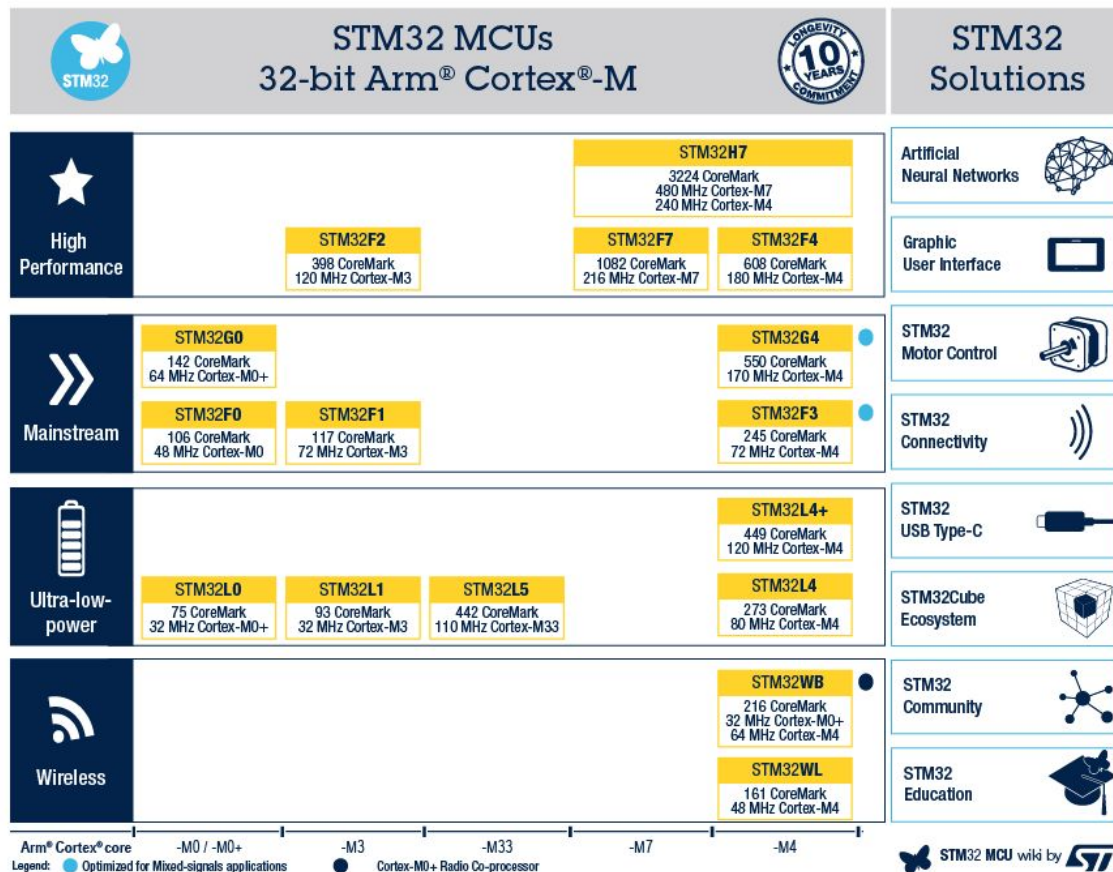 STM32
STM32 MCUs
32-bit Arm® Cortex®-M
LONGEVITY
10
YEARS
COMMITMENT
STM32
Solutions
High
Performance
STM32H7
3224 CoreMark
480 MHz Cortex-M7
240 MHz Cortex-M4
STM32F2
398 CoreMark
120 MHz Cortex-M3
STM32F7
1082 CoreMark
216 MHz Cortex-M7
STM32F4
608 CoreMark
180 MHz Cortex-M4
Mainstream
STM32G0
142 CoreMark
64 MHz Cortex-M0+
STM32G4
550 CoreMark
170 MHz Cortex-M4
STM32F0
106 CoreMark
48 MHz Cortex-M0
STM32F1
117 CoreMark
72 MHz Cortex-M3
STM32F3
245 CoreMark
72 MHz Cortex-M4
Ultra-low-
power
STM32L4+
449 CoreMark
120 MHz Cortex-M4
STM32L0
75 CoreMark
32 MHz Cortex-M0+
STM32L1
93 CoreMark
32 MHz Cortex-M3
STM32L5
442 CoreMark
110 MHz Cortex-M33
STM32L4
273 CoreMark
80 MHz Cortex-M4
Wireless
STM32WB
216 CoreMark
32 MHz Cortex-M0+
64 MHz Cortex-M4
STM32WL
161 CoreMark
48 MHz Cortex-M4
Arm® Cortex® core
-M0 / -M0+
-M3
-M33
-M7
-M4
Legend:
Optimized for Mixed-signals applications
Cortex-M0+ Radio Co-processor
Artificial
Neural Networks
Graphic
User Interface
STM32
Motor Control
STM32
Connectivity
STM32
USB Type-C
STM32Cube
Ecosystem
STM32
Community
STM32
Education
STM32 MCU wiki by ST